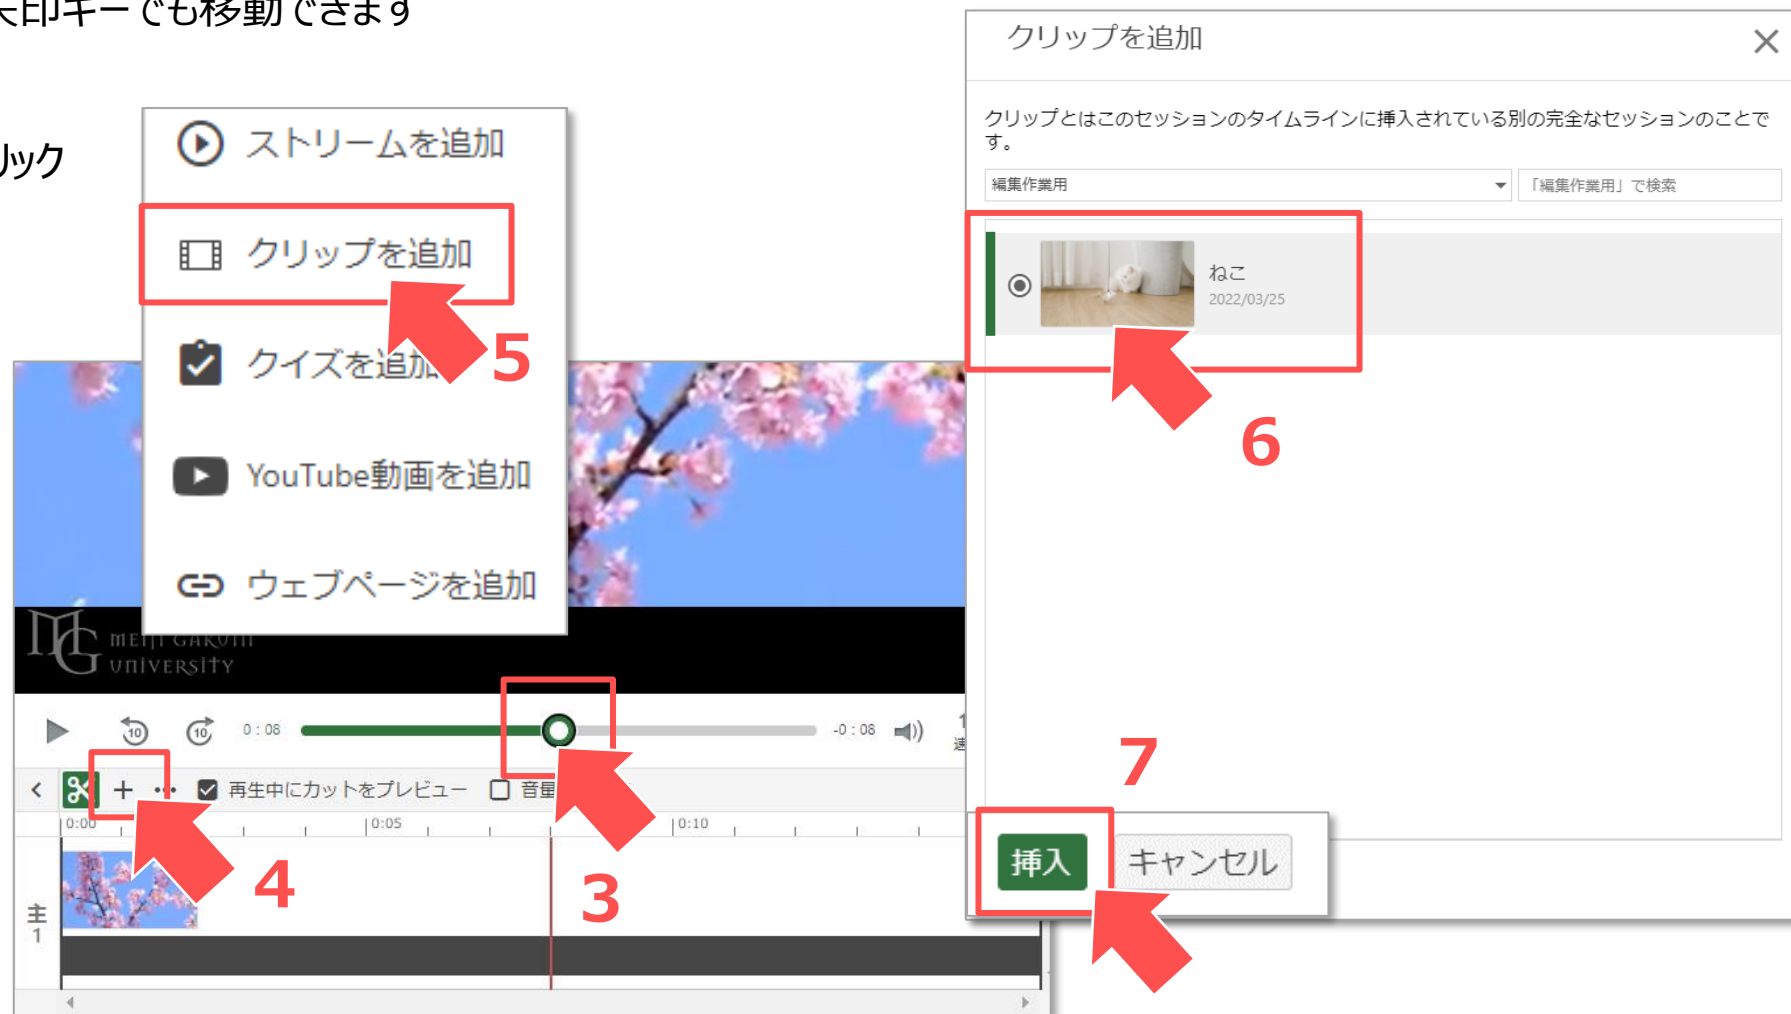 矢印キーでも移動できます
リック
ストリームを追加
クリップを追加
5
クイズを追加
YouTube動画を追加
ウェブページを追加
MEIJI GAKUIN
UNIVERSITY
10
10
0:08
-0:08
1
速
再生中にカットをプレビュー
音量
0:00
0:05
0:10
3
4
主
1
クリップを追加
クリップとはこのセッションのタイムラインに挿入されている別の完全なセッションのことで
す。
編集作業用
「編集作業用」で検索
ねこ
2022/03/25
6
7
挿入
キャンセル